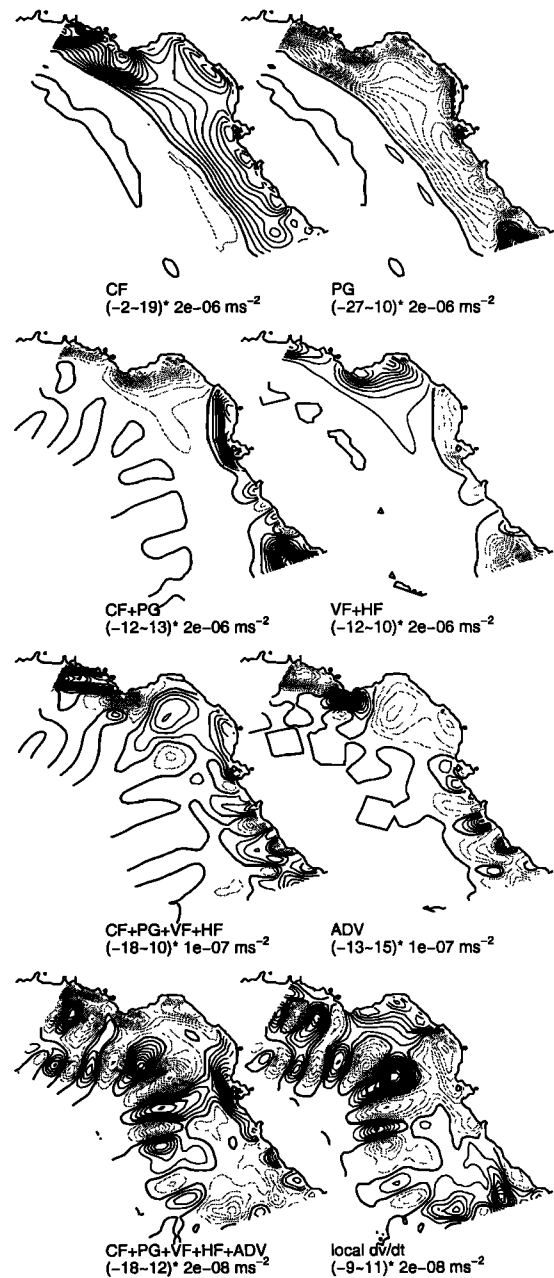 CF
(−2~19)* 2e−06 ms⁻²
PG
(−27~10)* 2e−06 ms⁻²
CF+PG
(−12~13)* 2e−06 ms⁻²
VF+HF
(−12~10)* 2e−06 ms⁻²
CF+PG+VF+HF
(−18~10)* 1e−07 ms⁻²
ADV
(−13~15)* 1e−07 ms⁻²
CF+PG+VF+HF+ADV
(−18~12)* 2e−08 ms⁻²
local dv/dt
(−9~11)* 2e−08 ms⁻²